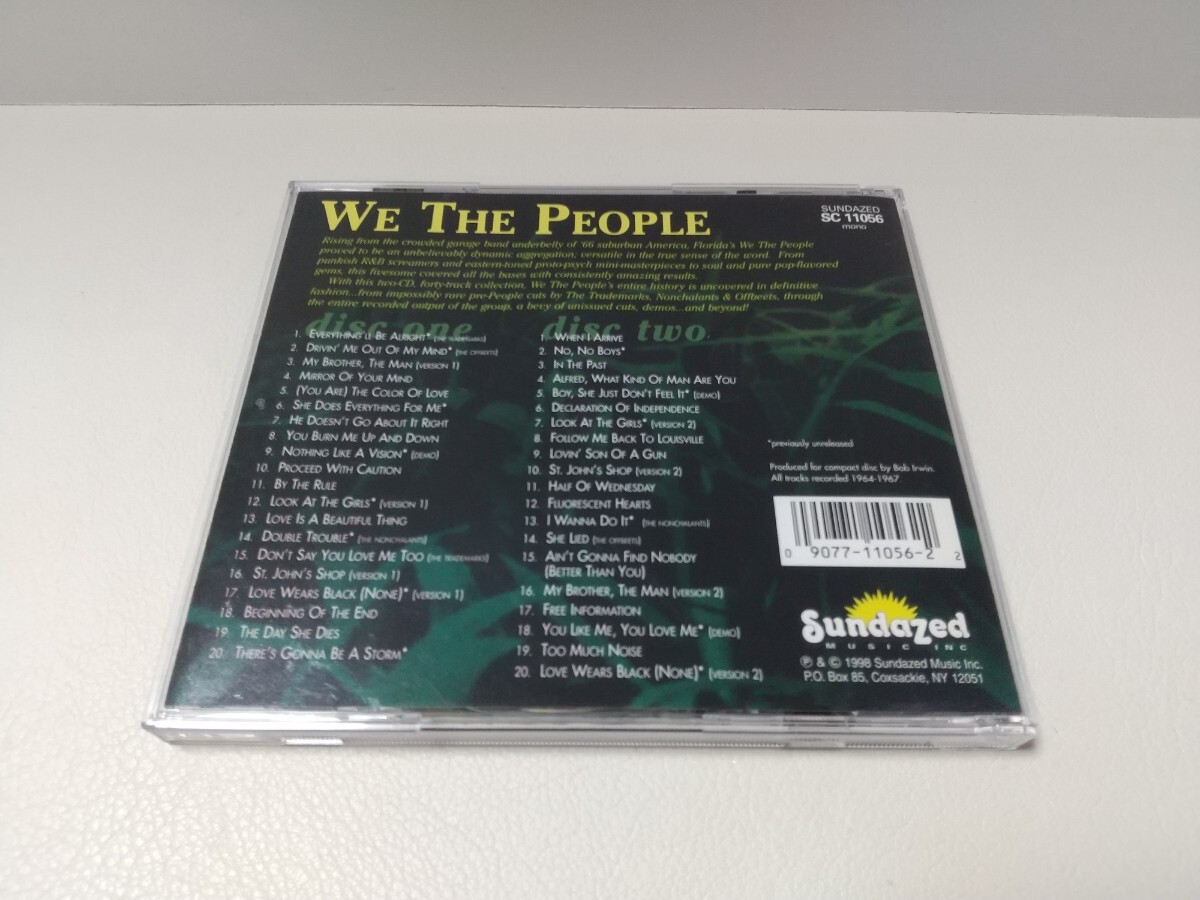 WE THE PEOPLE
SUNDAZED
SC 11056
mono
Rising from the crowded garage band underbelly of '66 suburban America, Florida's We The People
proved to be an unbelievably dynamic aggregation, versatile in the true sense of the word. From
punkish R&B screamers and eastern-toned proto-psych mini-masterpieces to soul and pure pop-flavored
gems, this fivesome covered all the bases with consistently amazing results.
With this two-CD, forty-track collection, We The People's entire history is uncovered in definitive
fashion...from impossibly rare pre-People cuts by The Trademarks, Nonchalants & Offbeets, through
the entire recorded output of the group, a bevy of unissued cuts, demos...and beyond!
disc one
1. EVERYTHING'LL BE ALRIGHT* (THE TRADEMARKS)
2. DRIVIN' ME OUT OF MY MIND* (THE OFFBEETS)
3. MY BROTHER, THE MAN (VERSION 1)
4. MIRROR OF YOUR MIND
5. (YOU ARE) THE COLOR OF LOVE
6. SHE DOES EVERYTHING FOR ME*
7. HE DOESN'T GO ABOUT IT RIGHT
8. YOU BURN ME UP AND DOWN
9. NOTHING LIKE A VISION* (DEMO)
10. PROCEED WITH CAUTION
11. BY THE RULE
12. LOOK AT THE GIRLS* (VERSION 1)
13. LOVE IS A BEAUTIFUL THING
14. DOUBLE TROUBLE* (THE NONCHALANTS)
15. DON'T SAY YOU LOVE ME TOO (THE TRADEMARKS)
16. ST. JOHN'S SHOP (VERSION 1)
17. LOVE WEARS BLACK (NONE)* (VERSION 1)
18. BEGINNING OF THE END
19. THE DAY SHE DIES
20. THERE'S GONNA BE A STORM*
disc two
1. WHEN I ARRIVE
2. NO, NO BOYS*
3. IN THE PAST
4. ALFRED, WHAT KIND OF MAN ARE YOU
5. BOY, SHE JUST DON'T FEEL IT* (DEMO)
6. DECLARATION OF INDEPENDENCE
7. LOOK AT THE GIRLS* (VERSION 2)
8. FOLLOW ME BACK TO LOUISVILLE
9. LOVIN' SON OF A GUN
10. ST. JOHN'S SHOP (VERSION 2)
11. HALF OF WEDNESDAY
12. FLUORESCENT HEARTS
13. I WANNA DO IT* (THE NONCHALANTS)
14. SHE LIED (THE OFFBEETS)
15. AIN'T GONNA FIND NOBODY
(BETTER THAN YOU)
16. MY BROTHER, THE MAN (VERSION 2)
17. FREE INFORMATION
18. YOU LIKE ME, YOU LOVE ME* (DEMO)
19. TOO MUCH NOISE
20. LOVE WEARS BLACK (NONE)* (VERSION 2)
*previously unreleased
Produced for compact disc by Bob Irwin.
All tracks recorded 1964-1967.
0 9077-11056-2 2
Sundazed
MUSIC INC
℗ & © 1998 Sundazed Music Inc.
P.O. Box 85, Coxsackie, NY 12051